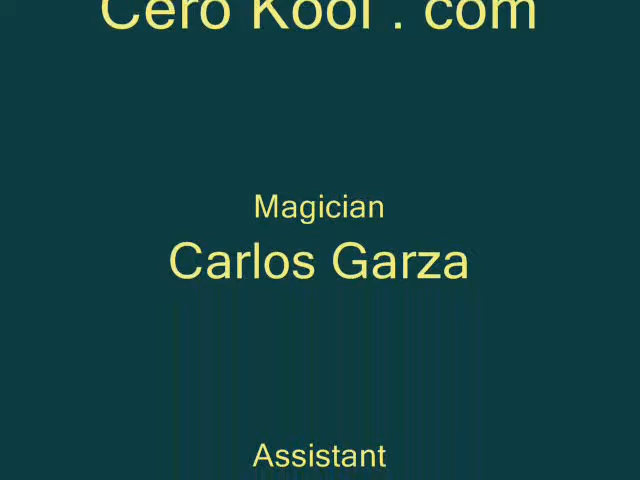 Cero Kool . com
Magician
Carlos Garza
Assistant